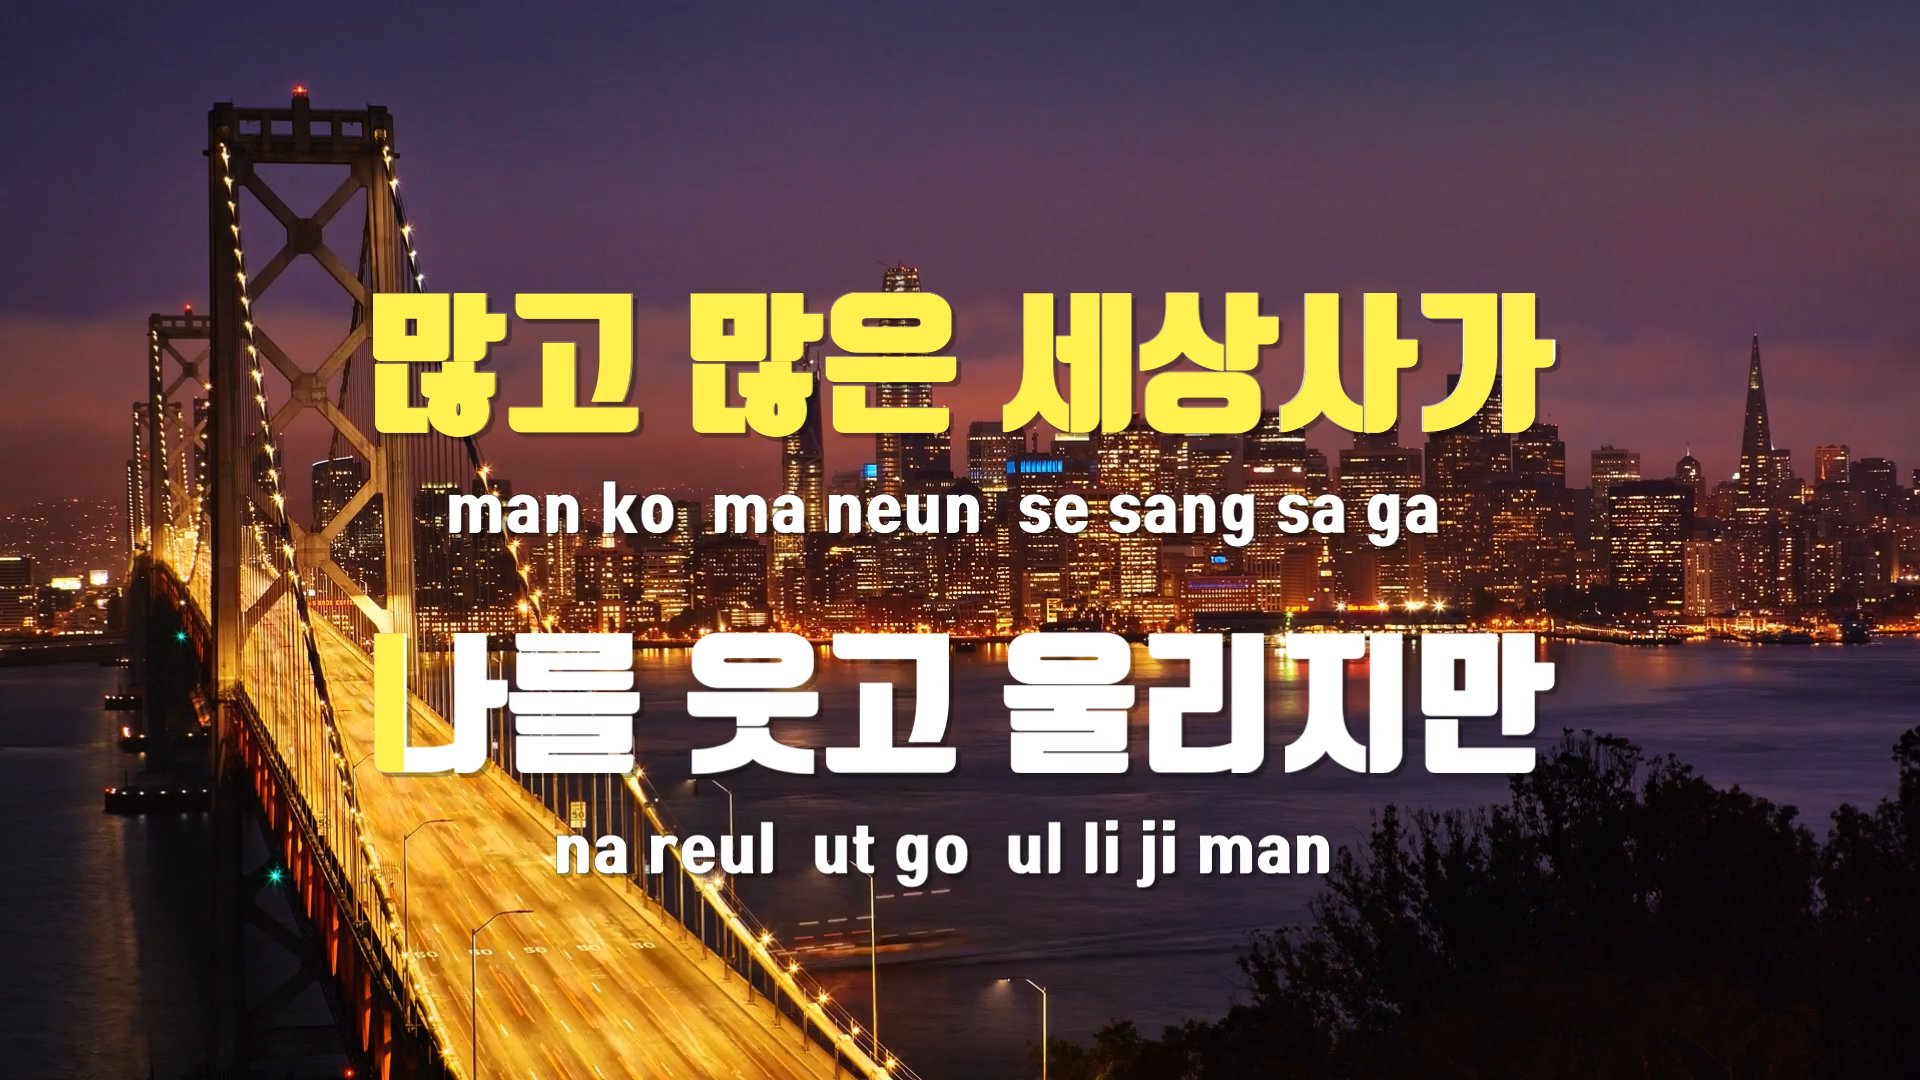 많고 많은 세상사가
man ko ma neun se sang sa ga
나를 웃고 울리지만
na reul ut go ul li ji man